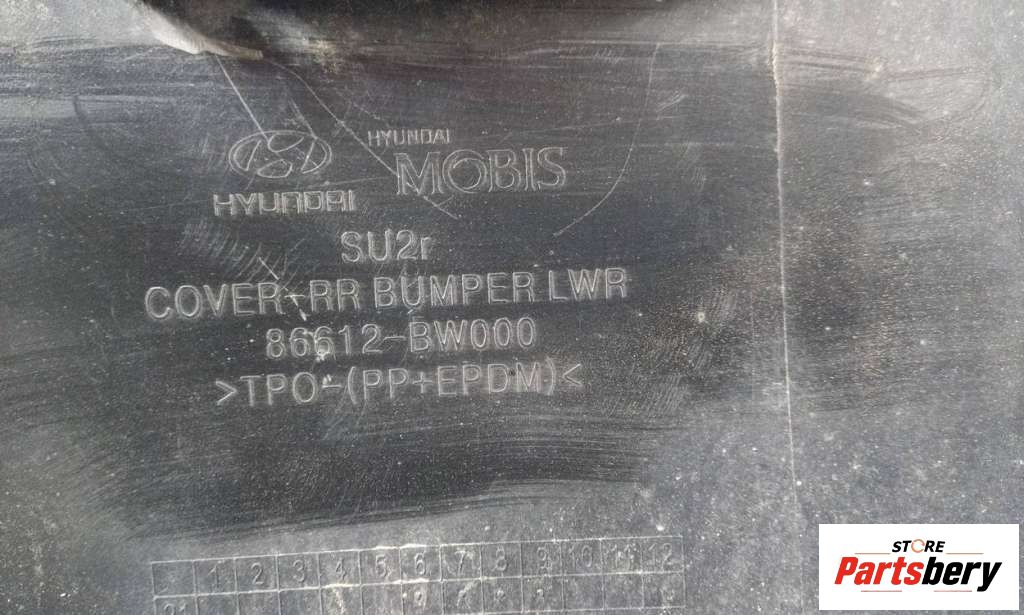 HYUNDAI
HYUNDAI
MOBIS
SU2r
COVER-RR BUMPER LWR
86612-BW000
>TPO-(PP+EPDM)<
1 2 3 4 5 6 7 8 9 10 11 12
STORE
Partsbery